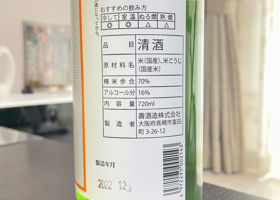 おすすめの飲み方
冷して 室温 ぬる燗 熱燗
◎ ◎ △ △
品目 清酒
原材料名 米(国産)、米こうじ
(国産米)
精米歩合 70%
アルコール分 16%
内容量 720ml
製造者 壽酒造株式会社
大阪府高槻市富田
町3-26-12
製造年月
2022 12